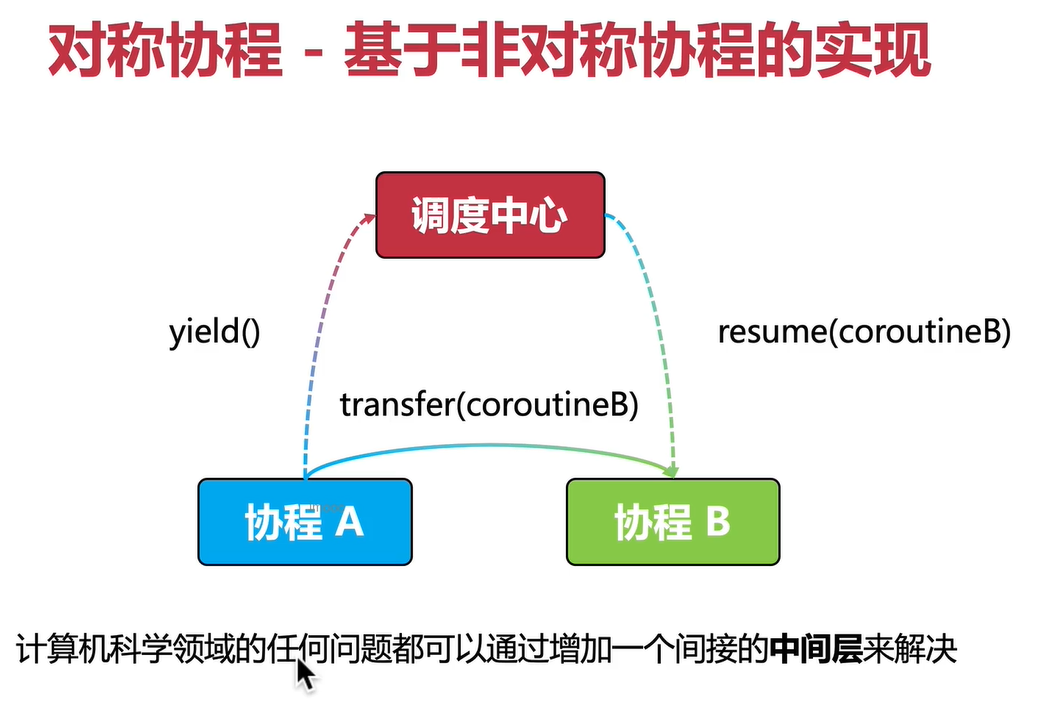 对称协程 - 基于非对称协程的实现
调度中心
yield()
resume(coroutineB)
transfer(coroutineB)
协程 A
协程 B
计算机科学领域的任何问题都可以通过增加一个间接的中间层来解决